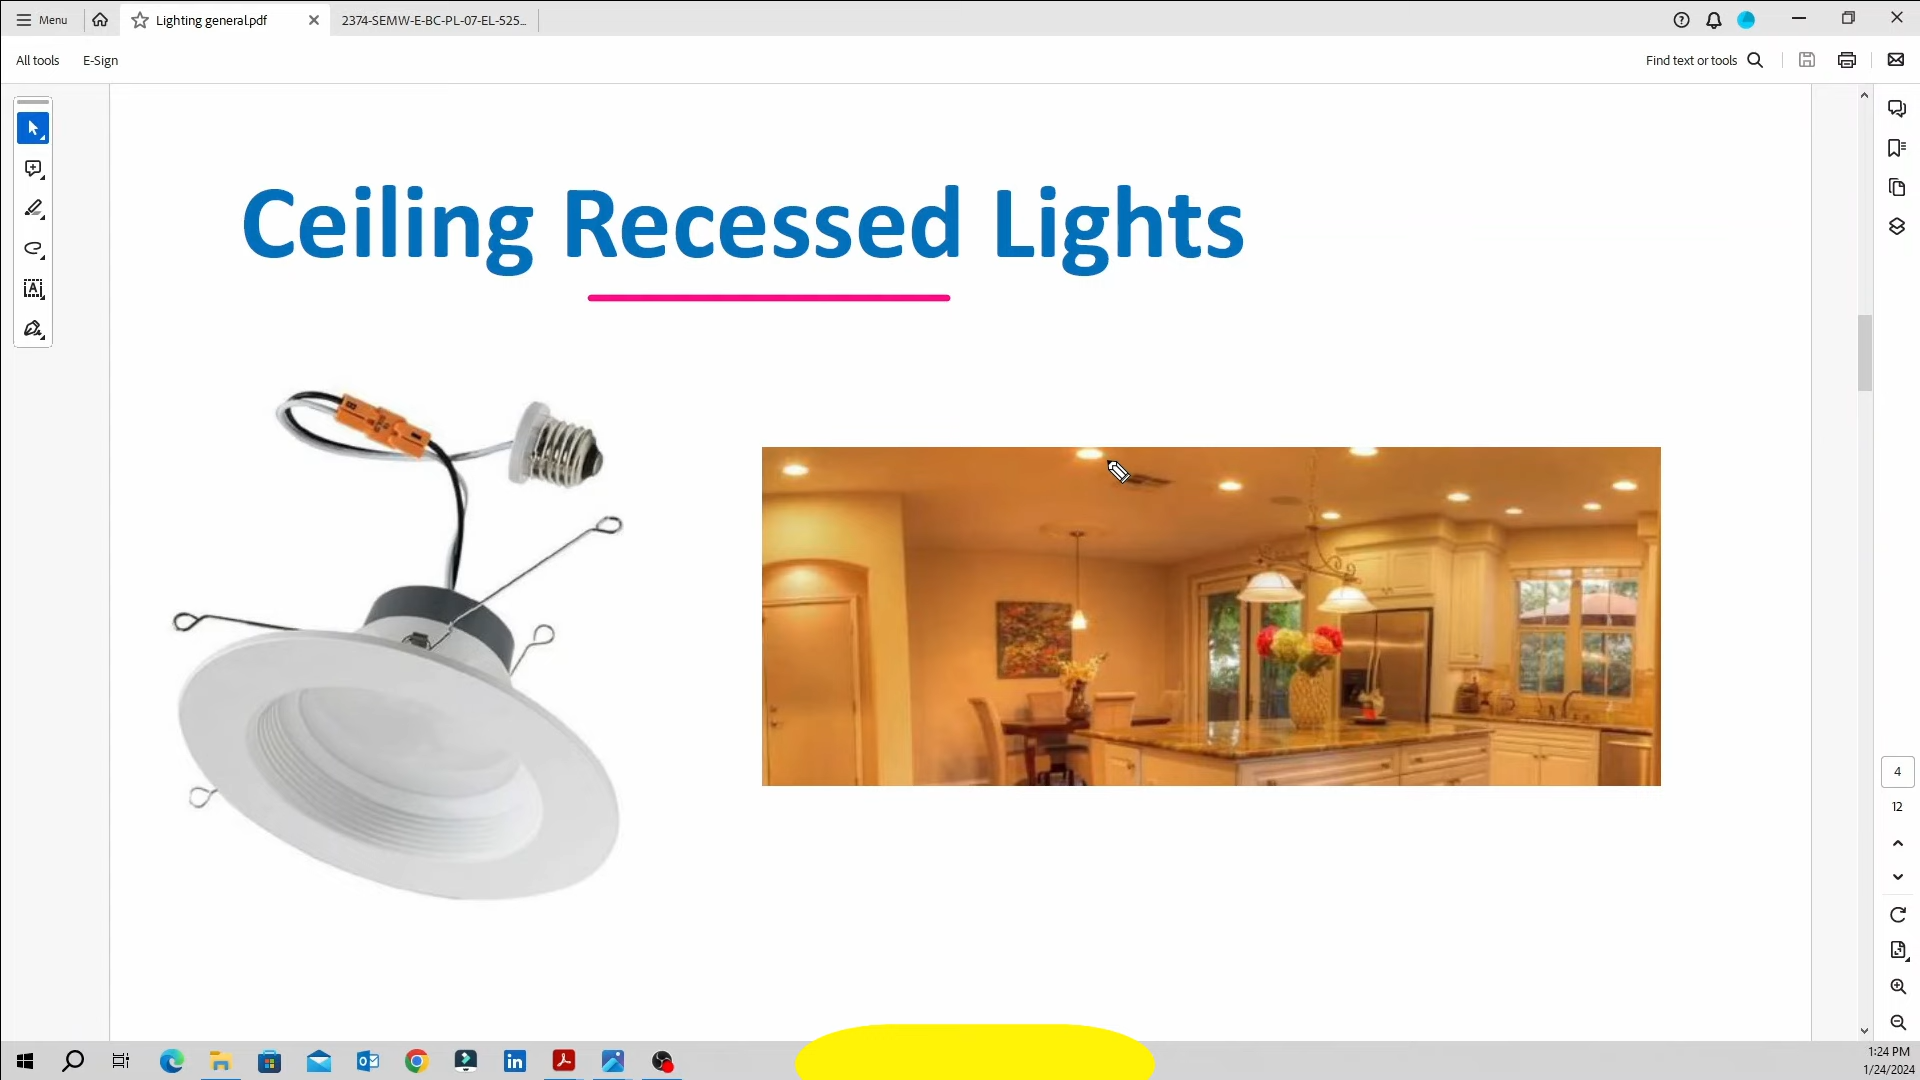 Menu
Lighting general.pdf
2374-SEMW-E-BC-PL-07-EL-525...
All tools
E-Sign
Find text or tools
Ceiling Recessed Lights
4
12
1:24 PM
1/24/2024